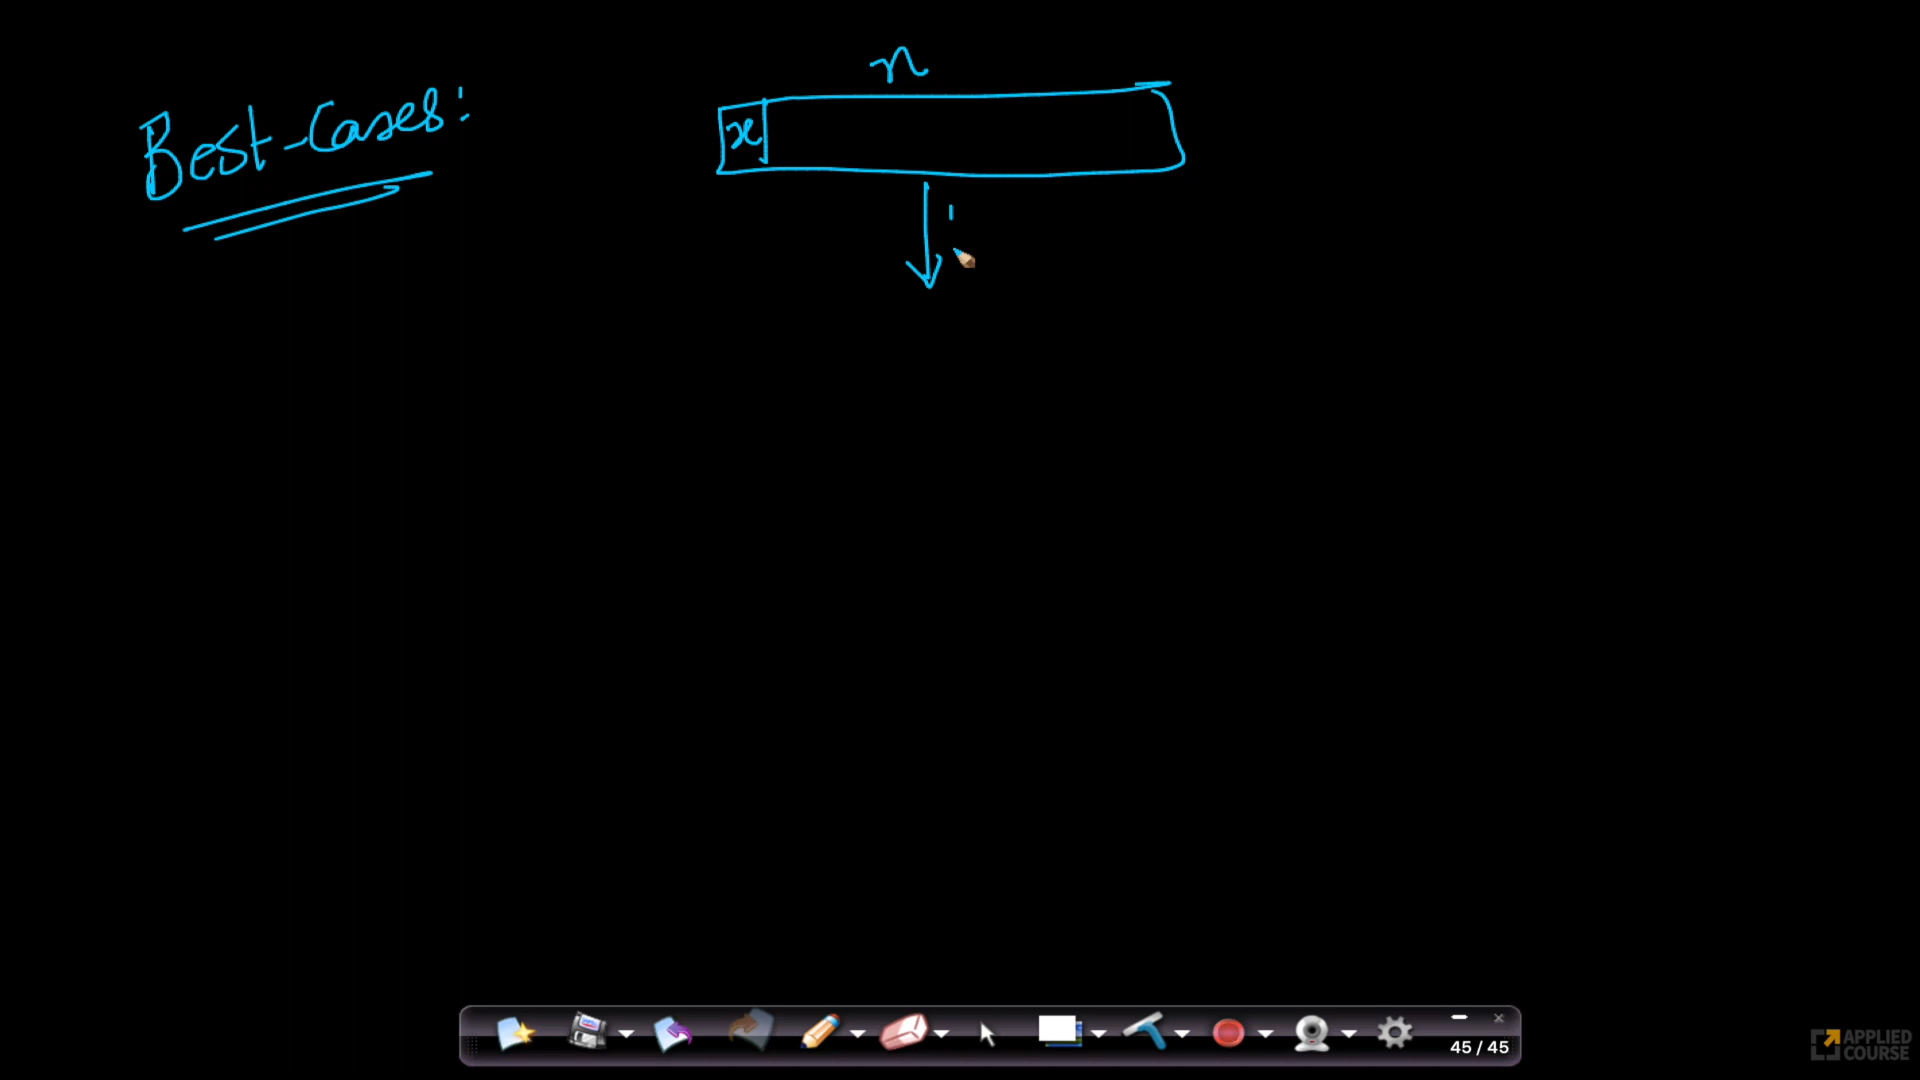 n
Best-Cases:
x
45 / 45
APPLIED
COURSE